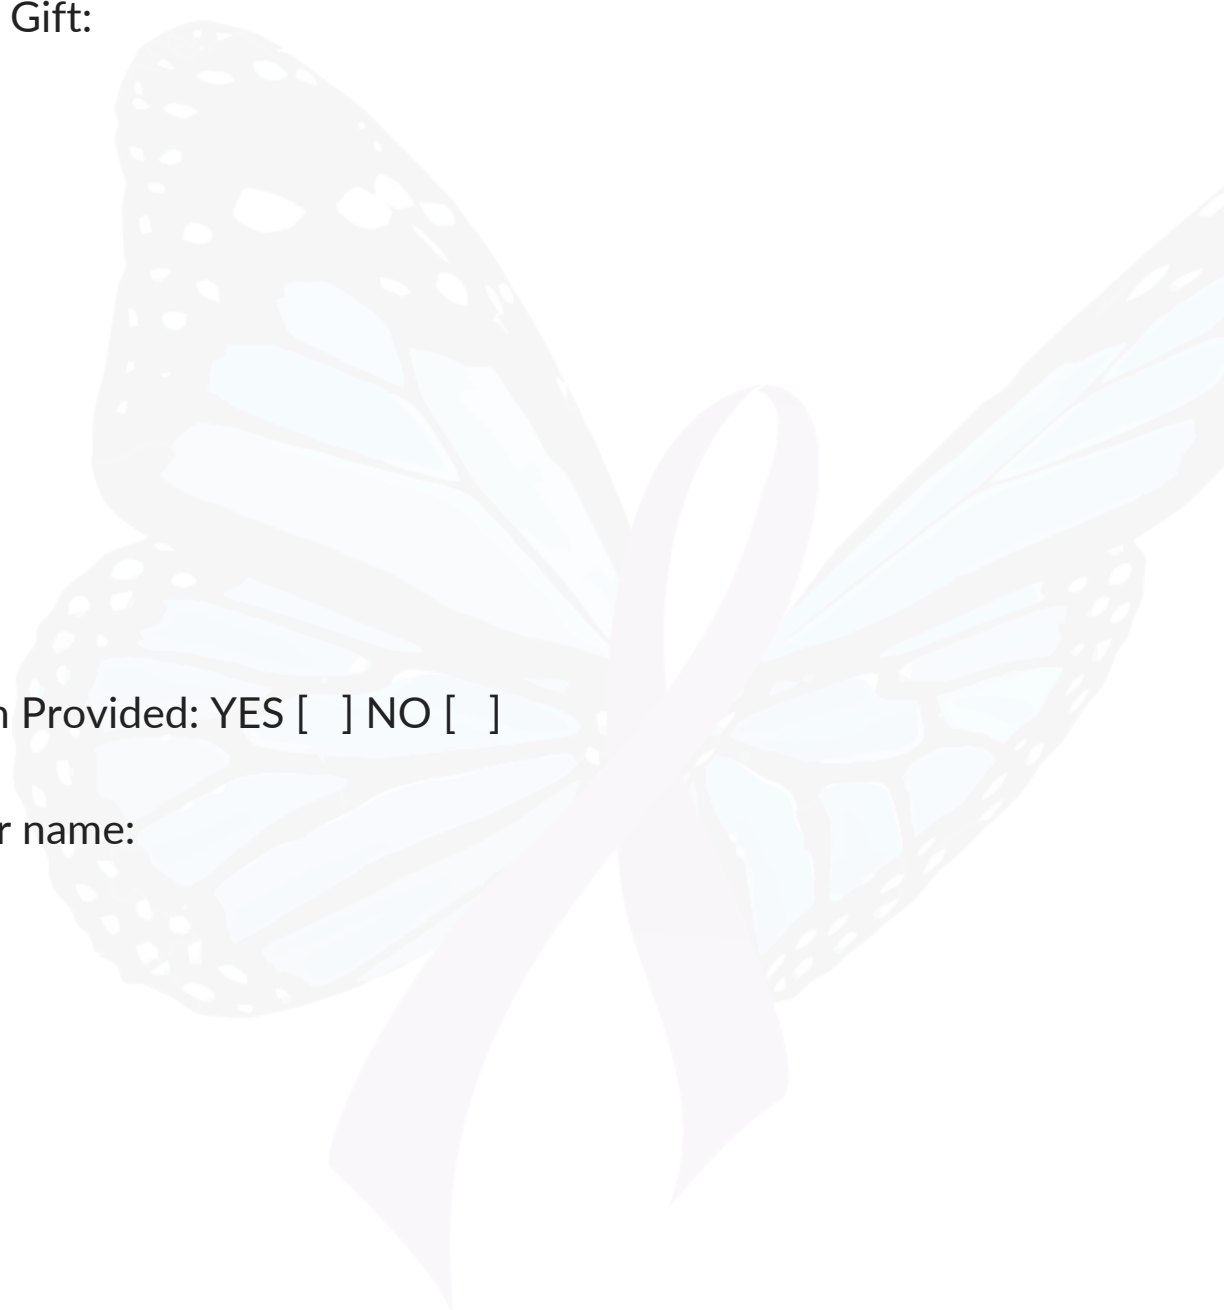 Gift:
Provided: YES [   ] NO [   ]
name: